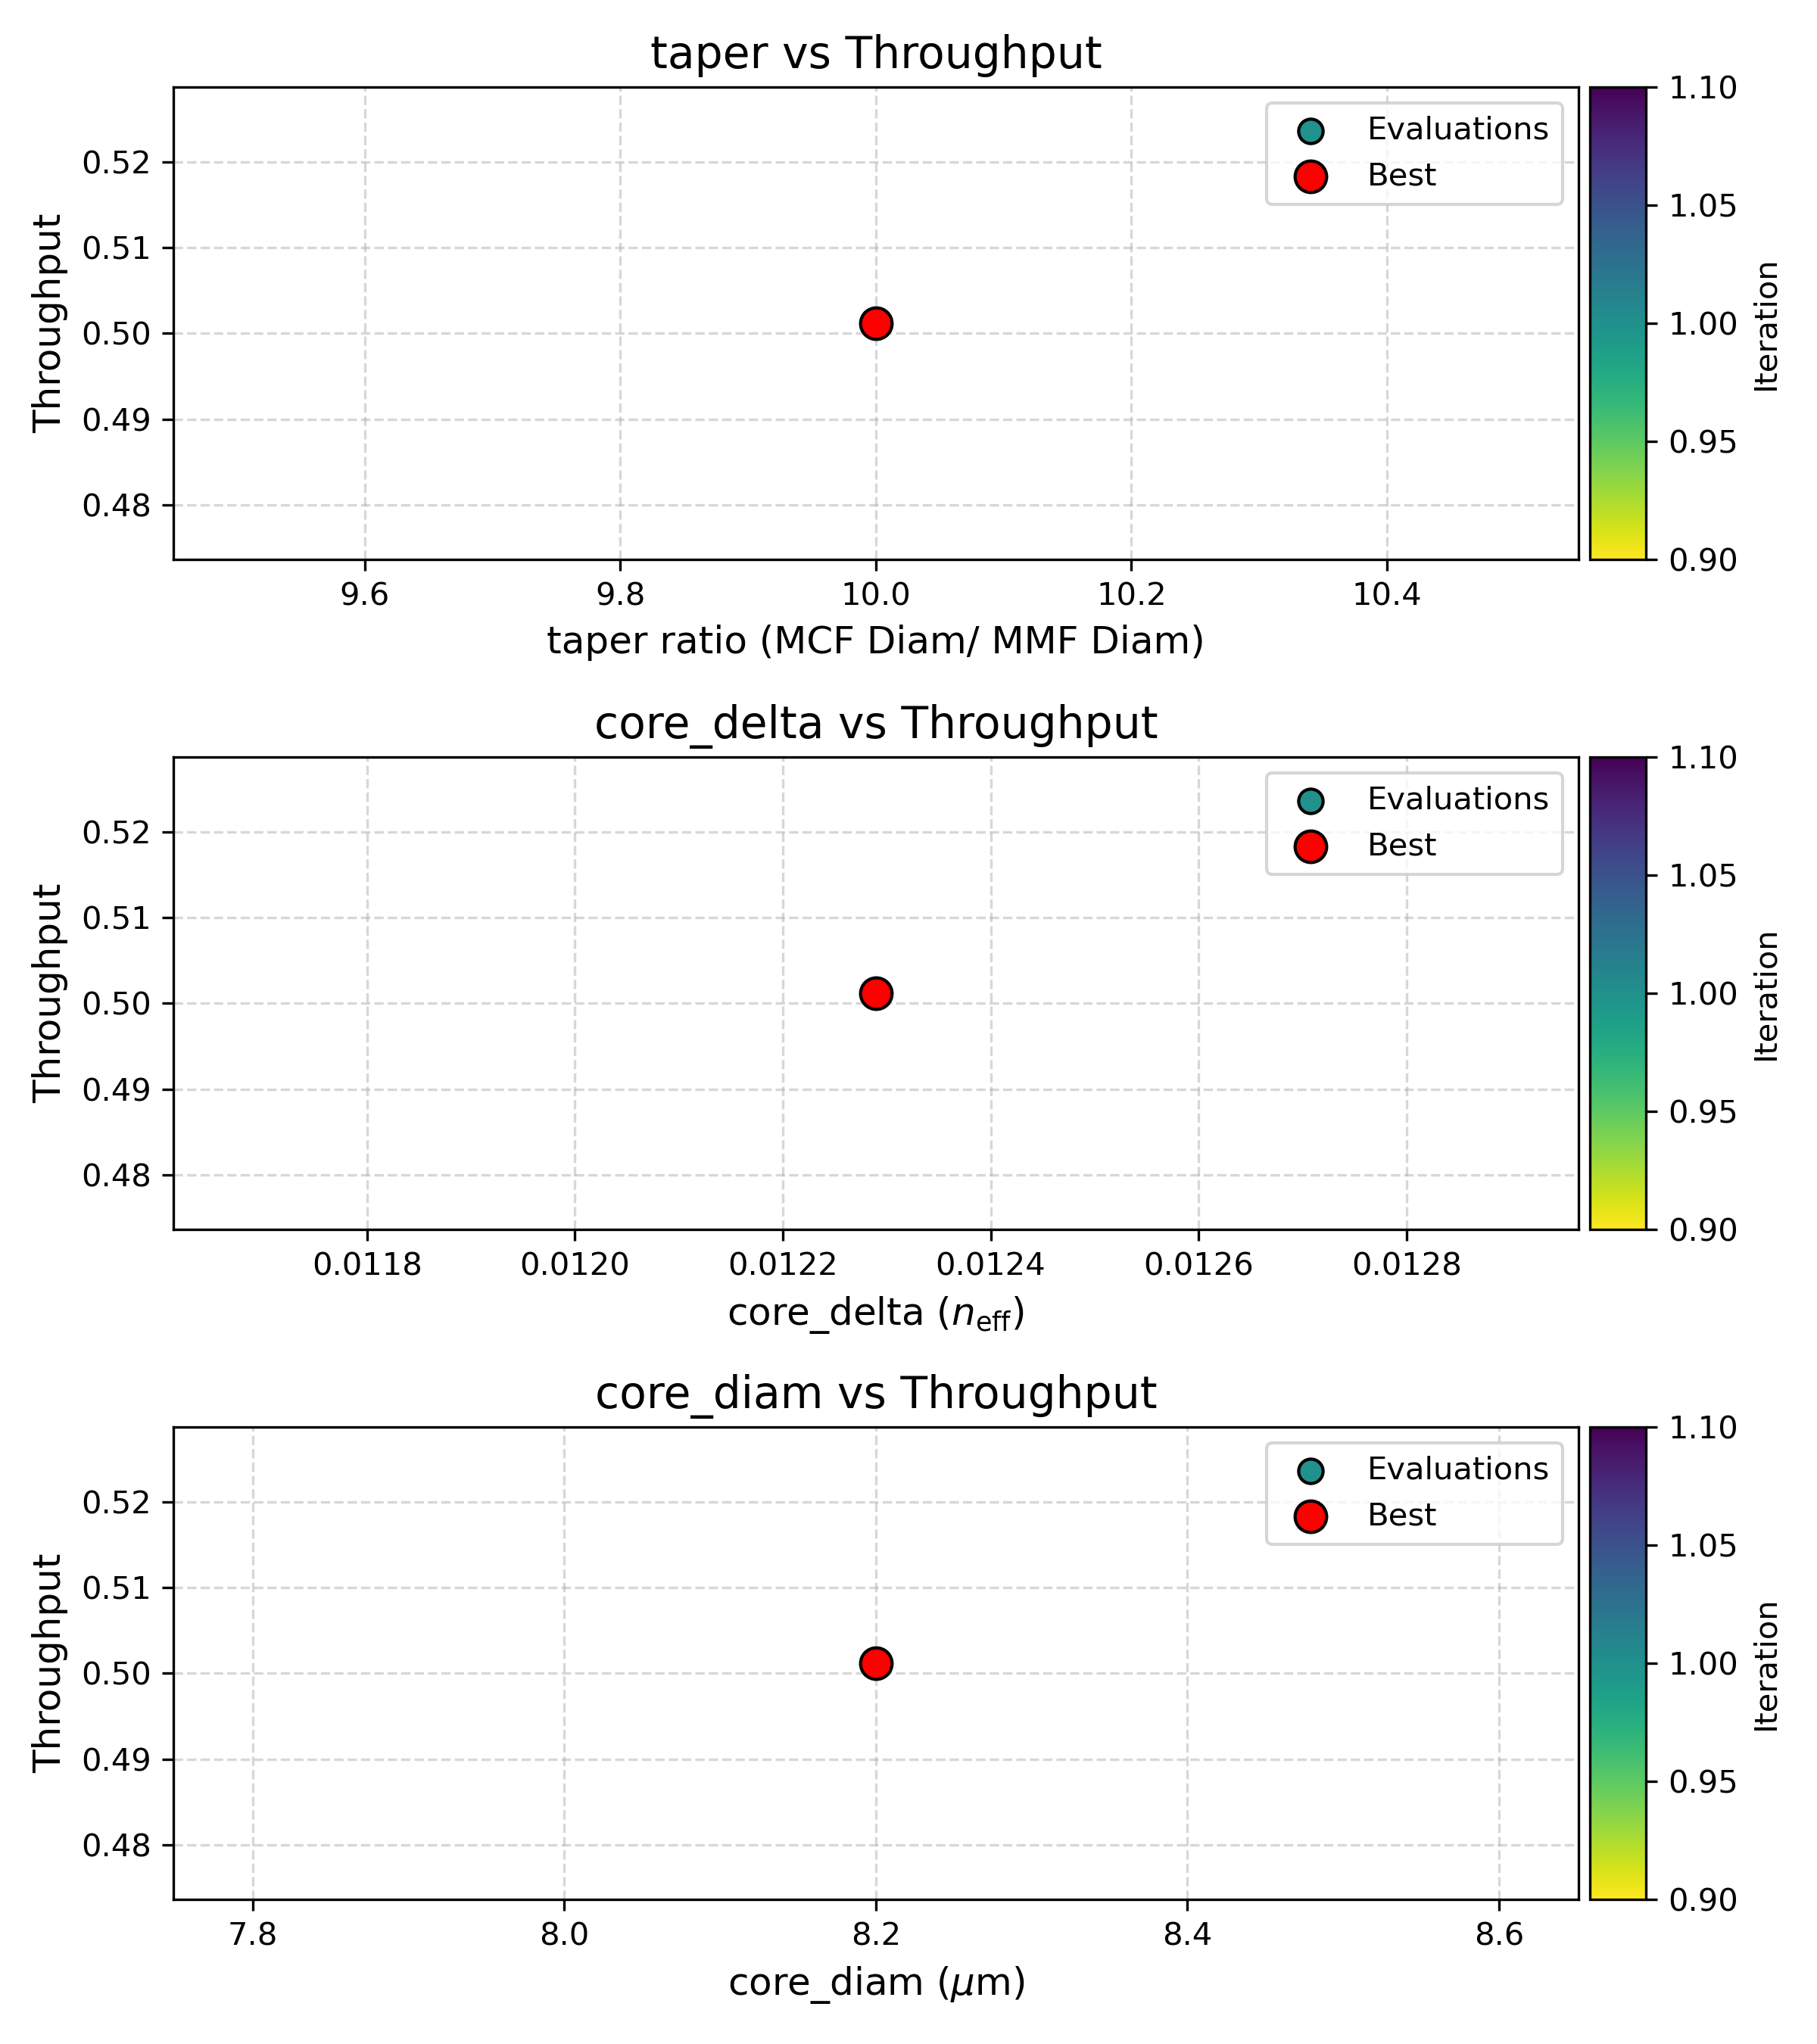 taper vs Throughput
Throughput
0.52
0.51
0.50
0.49
0.48
9.6 9.8 10.0 10.2 10.4
taper ratio (MCF Diam/ MMF Diam)
Evaluations
Best
1.10
1.05
1.00
0.95
0.90
Iteration
core_delta vs Throughput
Throughput
0.52
0.51
0.50
0.49
0.48
0.0118 0.0120 0.0122 0.0124 0.0126 0.0128
core_delta (n_eff)
Evaluations
Best
1.10
1.05
1.00
0.95
0.90
Iteration
core_diam vs Throughput
Throughput
0.52
0.51
0.50
0.49
0.48
7.8 8.0 8.2 8.4 8.6
core_diam (μm)
Evaluations
Best
1.10
1.05
1.00
0.95
0.90
Iteration